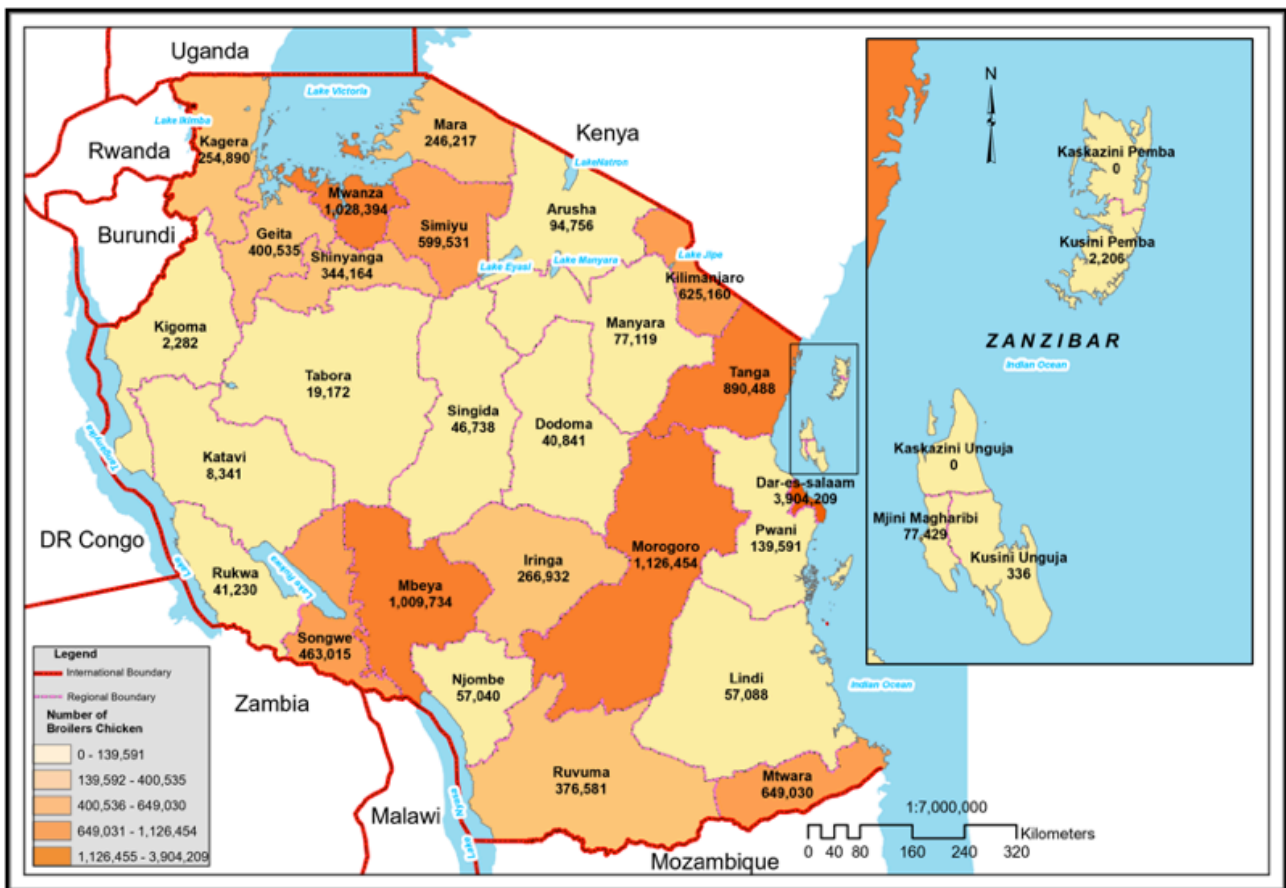 Uganda
Lake Victoria
Lake Ikimba
Rwanda
Kagera
254,890
Mara
246,217
Kenya
LakeNatron
Burundi
Mwanza
1,028,394
Geita
400,535
Shinyanga
344,164
Simiyu
599,531
Arusha
94,756
Lake Eyasi
Lake Manyara
Lake Jipe
Kilimanjaro
625,160
Kigoma
2,282
Tabora
19,172
Singida
46,738
Dodoma
40,841
Manyara
77,119
Tanga
890,488
Katavi
8,341
Lake
Tanganyika
DR Congo
Rukwa
41,230
Lake Rukwa
Songwe
463,015
Mbeya
1,009,734
Iringa
266,932
Morogoro
1,126,454
Dar-es-salaam
3,904,209
Pwani
139,591
Njombe
57,040
Lindi
57,088
Indian Ocean
Ruvuma
376,581
Mtwara
649,030
Zambia
Malawi
Lake
Nyasa
Mozambique
N
Kaskazini Pemba
0
Kusini Pemba
2,206
ZANZIBAR
Indian Ocean
Kaskazini Unguja
0
Mjini Magharibi
77,429
Kusini Unguja
336
Legend
International Boundary
Regional Boundary
Number of
Broilers Chicken
0 - 139,591
139,592 - 400,535
400,536 - 649,030
649,031 - 1,126,454
1,126,455 - 3,904,209
1:7,000,000
Kilometers
0 40 80 160 240 320